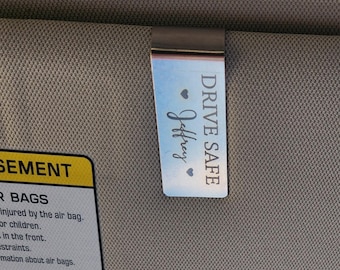 DRIVE SAFE
♥ Jeffrey ♥
SEMENT
R BAGS
injured by the air bag.
or children.
in the front.
straints.
rmation about air bags.